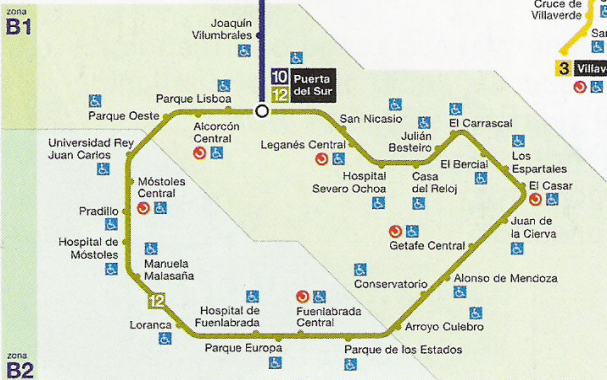 zona
B1
Joaquín
Vilumbrales
Cruce de
Villaverde
3
10
12
Puerta
del Sur
Parque Lisboa
Parque Oeste
Alcorcón
Central
San Nicasio
Leganés Central
Julián
Besteiro
El Carrascal
Universidad Rey
Juan Carlos
Hospital
Severo Ochoa
Casa
del Reloj
El Bercial
Los
Espartales
Móstoles
Central
El Casar
Pradillo
Juan de
la Cierva
Hospital de
Móstoles
Getafe Central
Manuela
Malasaña
Conservatorio
Alonso de Mendoza
12
Hospital de
Fuenlabrada
Fuenlabrada
Central
Loranca
Arroyo Culebro
Parque Europa
Parque de los Estados
zona
B2